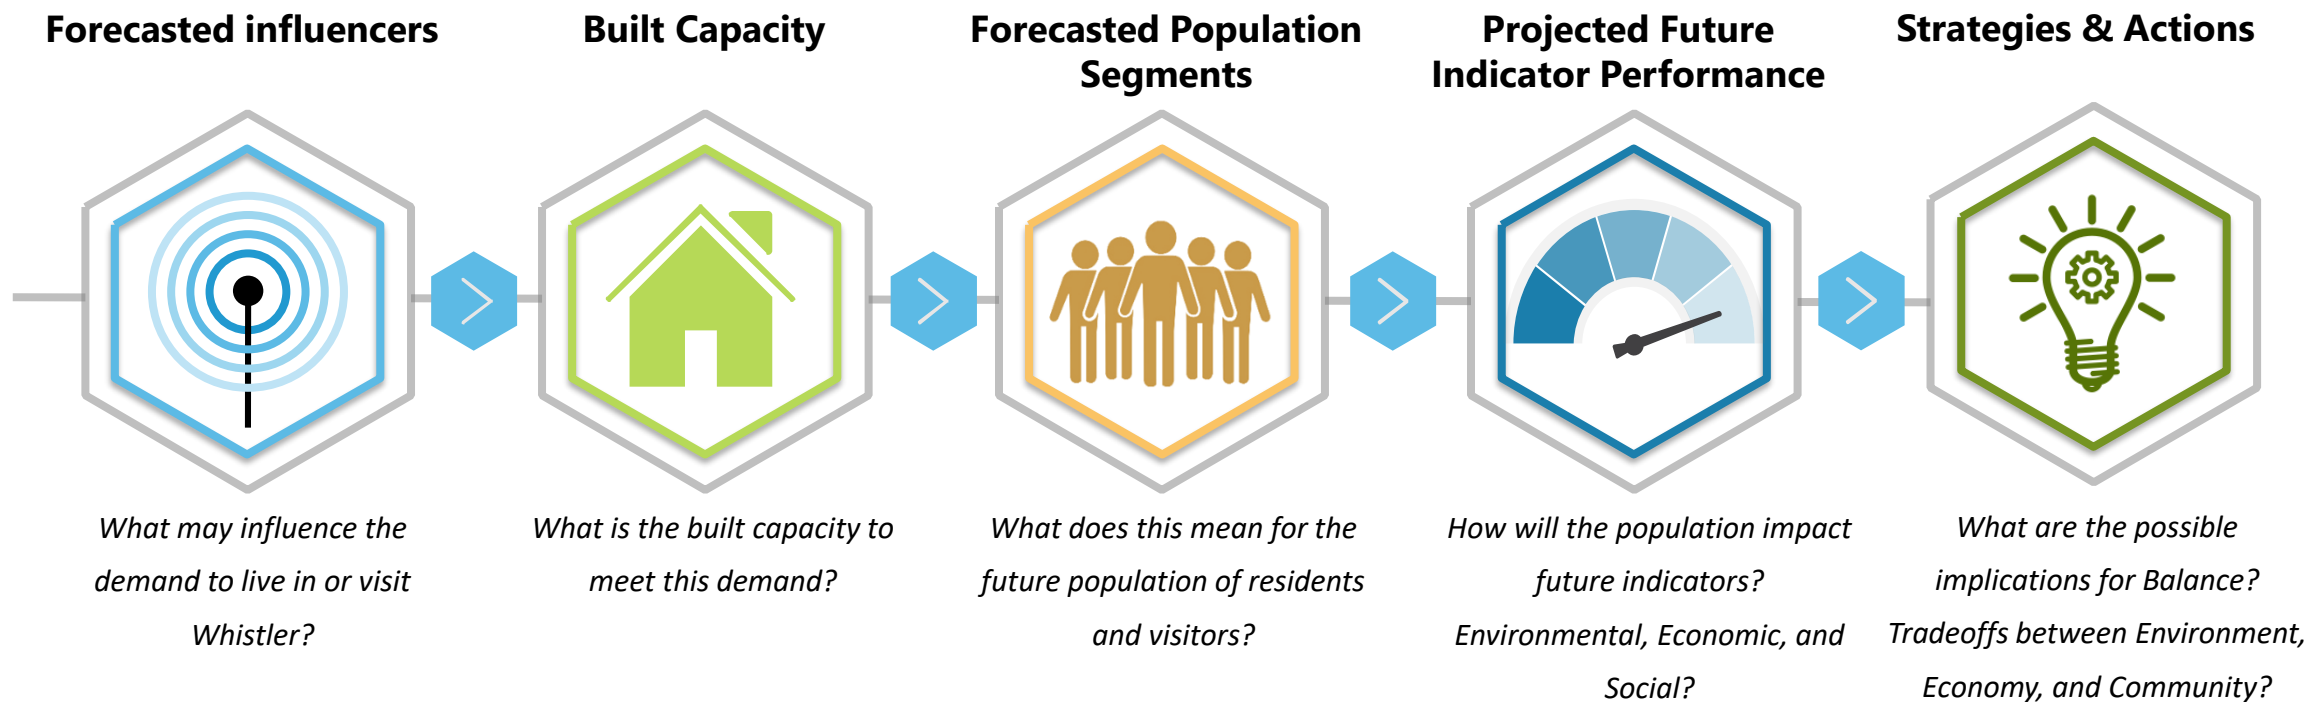 Forecasted influencers
What may influence the
demand to live in or visit
Whistler?
Built Capacity
What is the built capacity to
meet this demand?
Forecasted Population
Segments
What does this mean for the
future population of residents
and visitors?
Projected Future
Indicator Performance
How will the population impact
future indicators?
Environmental, Economic, and
Social?
Strategies & Actions
What are the possible
implications for Balance?
Tradeoffs between Environment,
Economy, and Community?